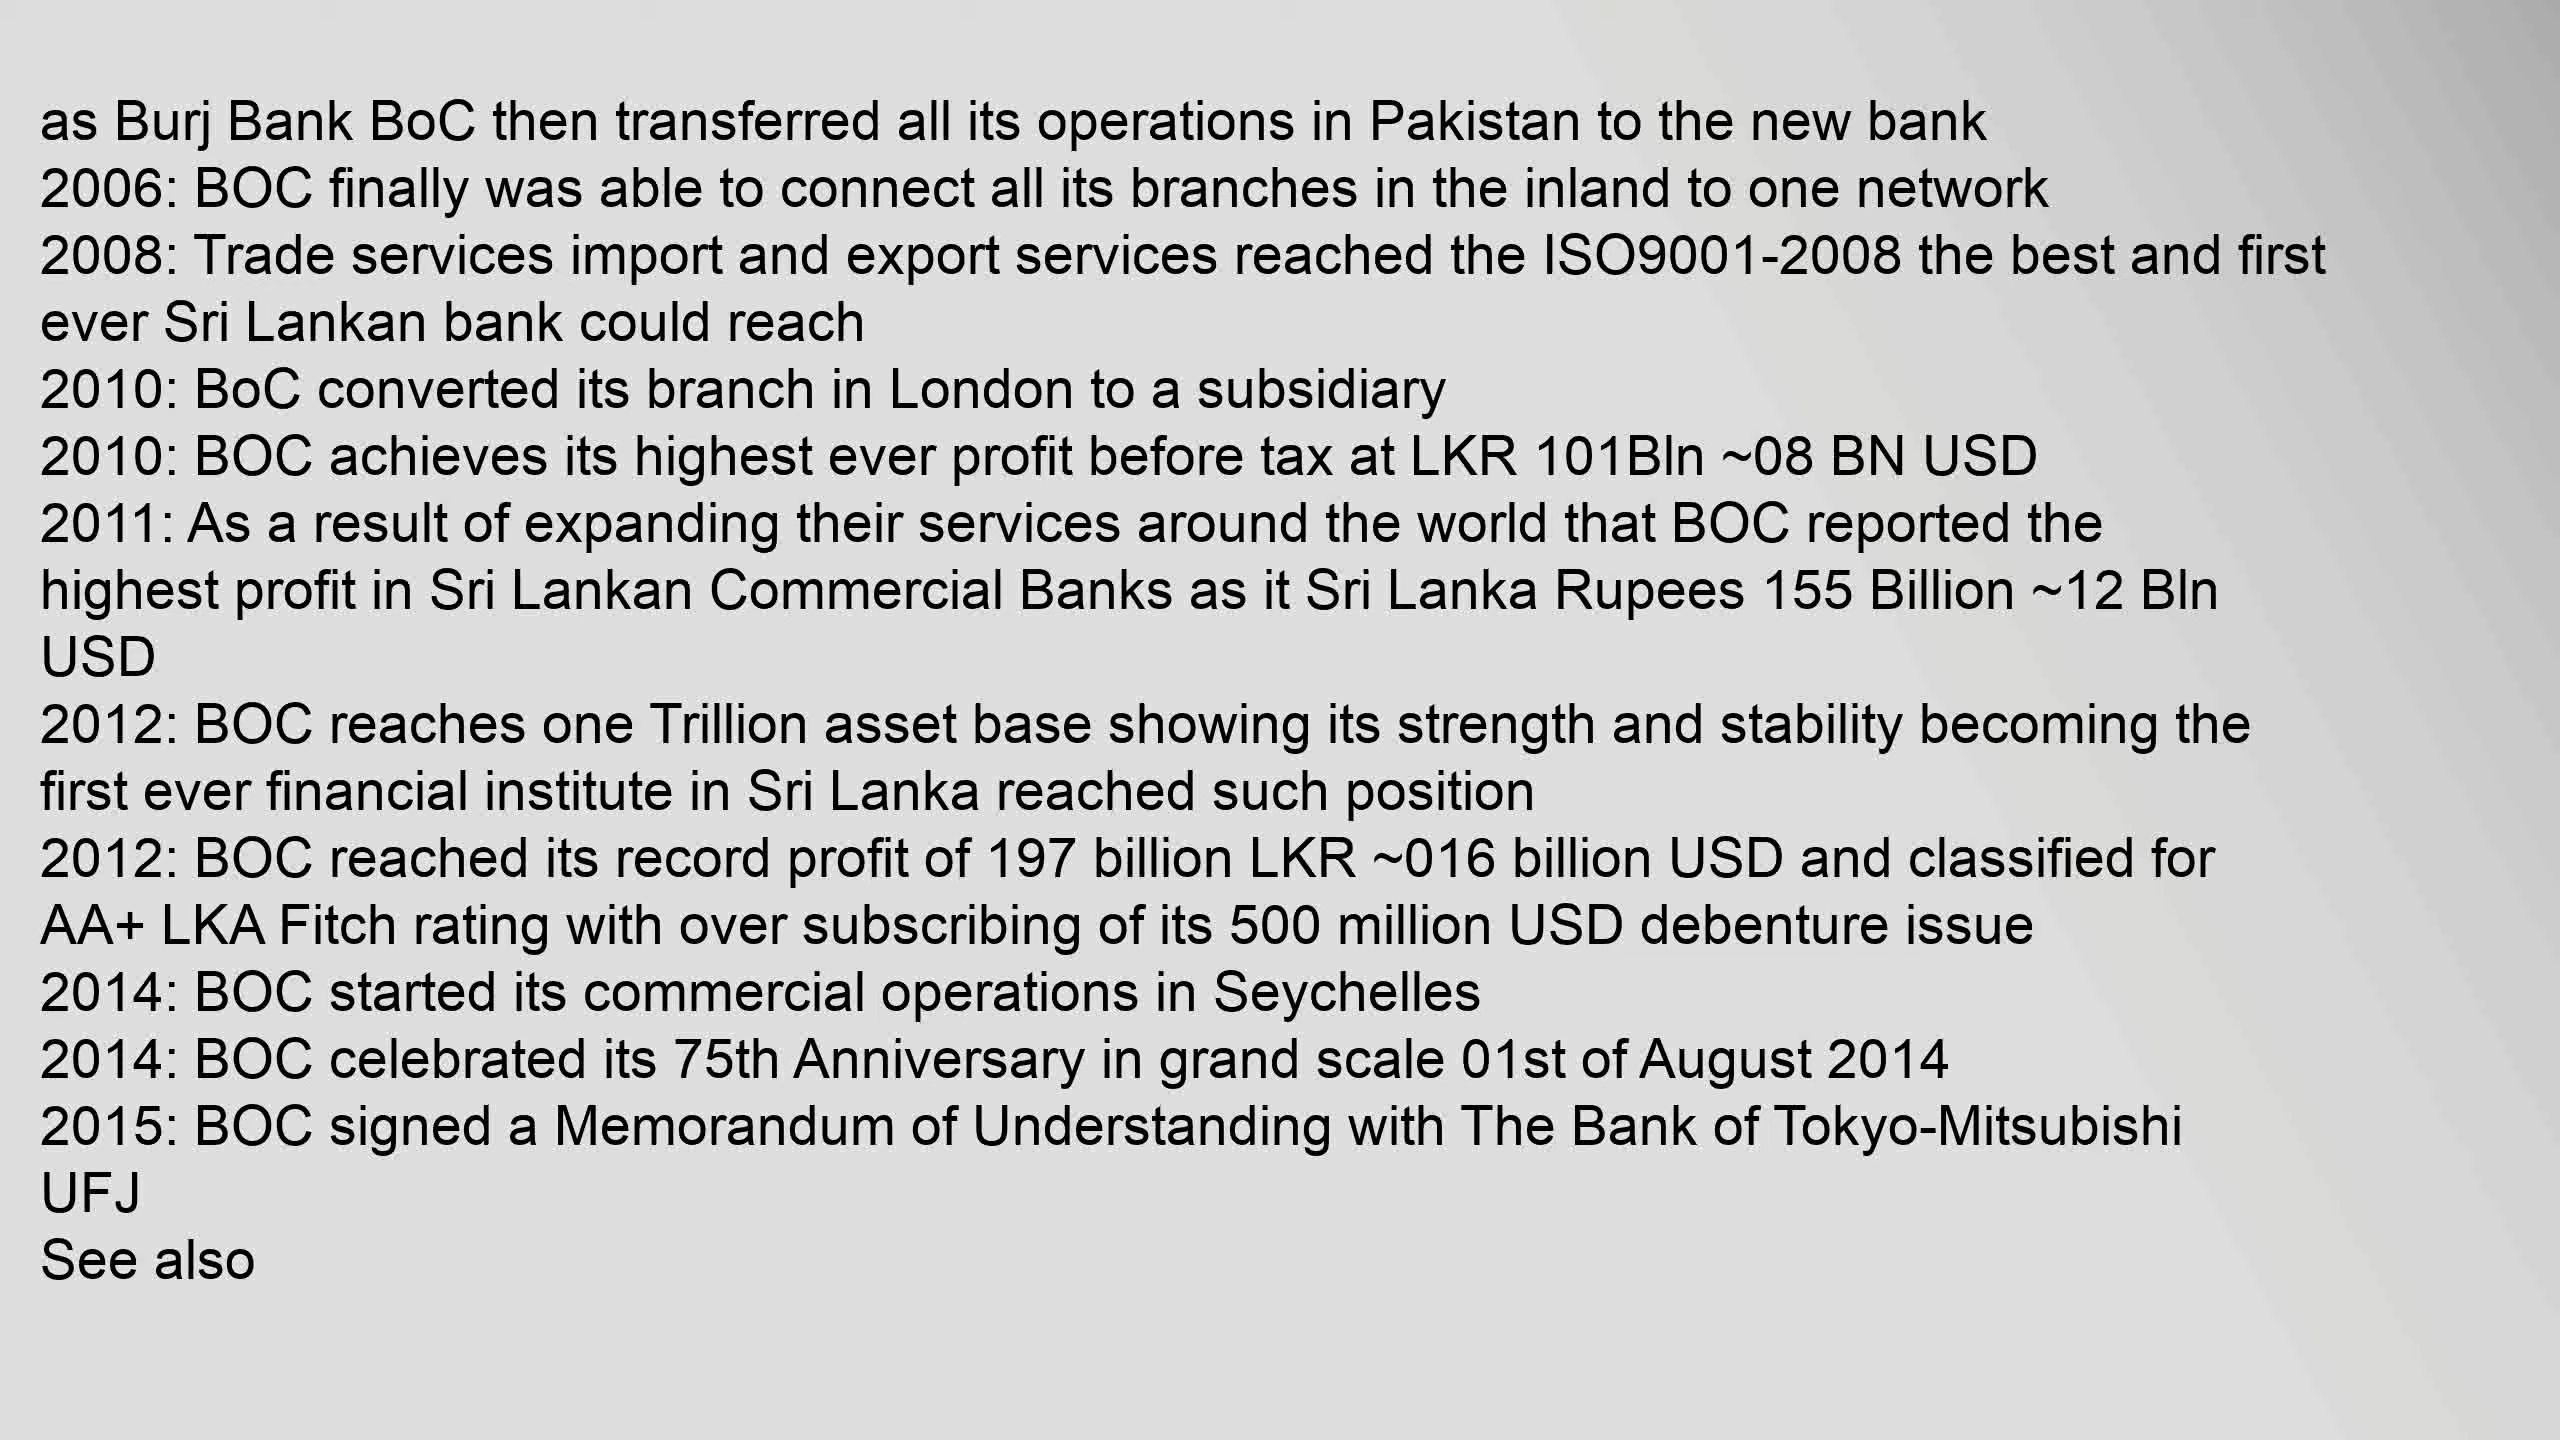 as Burj Bank BoC then transferred all its operations in Pakistan to the new bank
2006: BOC finally was able to connect all its branches in the inland to one network
2008: Trade services import and export services reached the ISO9001-2008 the best and first
ever Sri Lankan bank could reach
2010: BoC converted its branch in London to a subsidiary
2010: BOC achieves its highest ever profit before tax at LKR 101Bln ~08 BN USD
2011: As a result of expanding their services around the world that BOC reported the
highest profit in Sri Lankan Commercial Banks as it Sri Lanka Rupees 155 Billion ~12 Bln
USD
2012: BOC reaches one Trillion asset base showing its strength and stability becoming the
first ever financial institute in Sri Lanka reached such position
2012: BOC reached its record profit of 197 billion LKR ~016 billion USD and classified for
AA+ LKA Fitch rating with over subscribing of its 500 million USD debenture issue
2014: BOC started its commercial operations in Seychelles
2014: BOC celebrated its 75th Anniversary in grand scale 01st of August 2014
2015: BOC signed a Memorandum of Understanding with The Bank of Tokyo-Mitsubishi
UFJ
See also